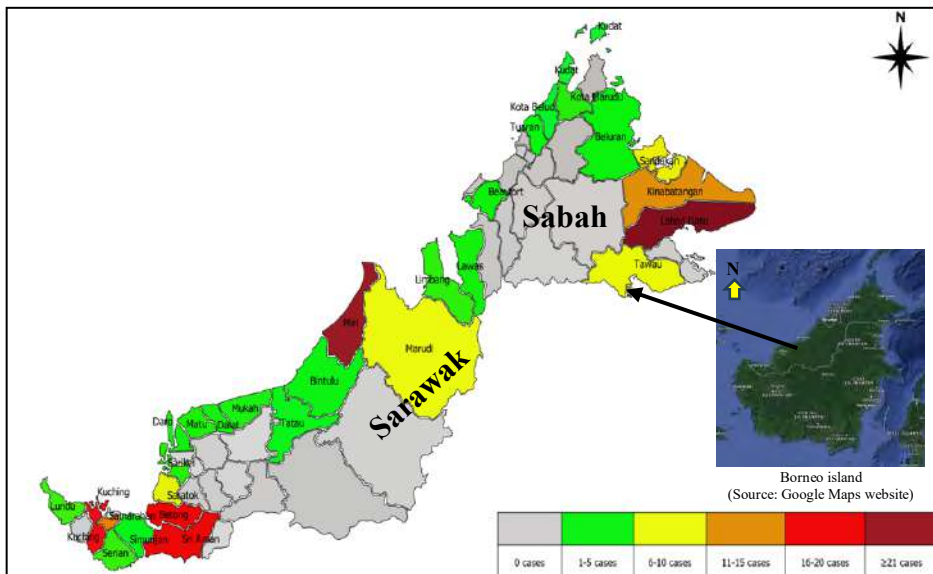 N
Kudat
Kudat
Kota Marudu
Kota Belud
Tuaran
Beluran
Sandakan
Kinabatangan
Beaufort
Sabah
Lahad Datu
Tawau
Lawas
Limbang
N
Miri
Marudi
Sarawak
Bintulu
Mukah
Daro
Matu
Dalat
Tatau
Sarikei
Saratok
Kuching
Lundu
Betong
Samarahan
Kuching
Simunjan
Sri Aman
Serian
Borneo island
(Source: Google Maps website)
0 cases
1-5 cases
6-10 cases
11-15 cases
16-20 cases
≥21 cases